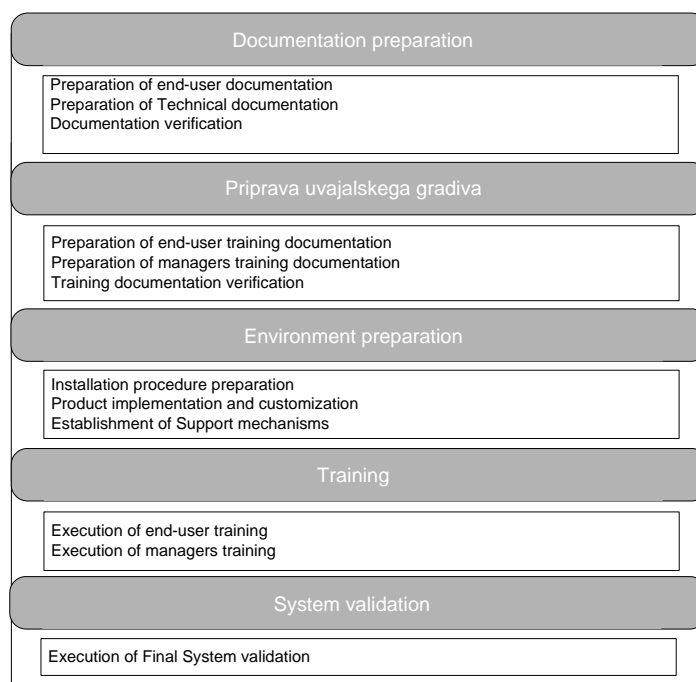 Documentation preparation
Preparation of end-user documentation
Preparation of Technical documentation
Documentation verification
Priprava uvajalskega gradiva
Preparation of end-user training documentation
Preparation of managers training documentation
Training documentation verification
Environment preparation
Installation procedure preparation
Product implementation and customization
Establishment of Support mechanisms
Training
Execution of end-user training
Execution of managers training
System validation
Execution of Final System validation